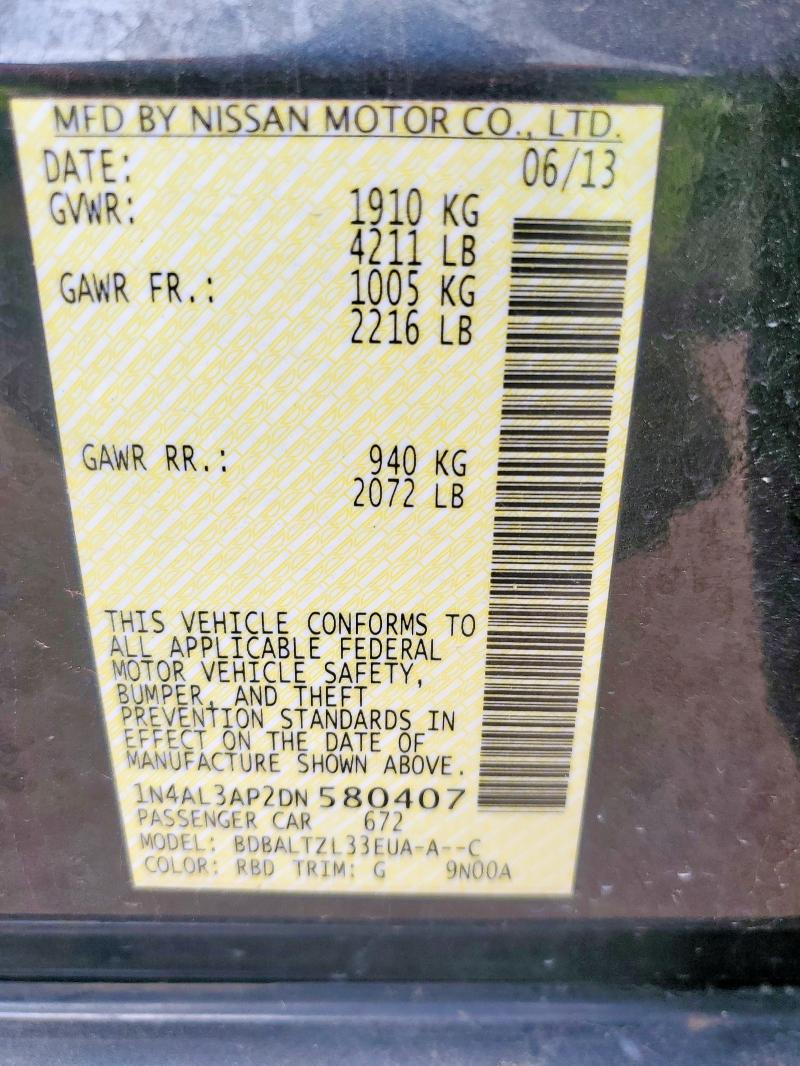 MFD BY NISSAN MOTOR CO., LTD.
DATE: 06/13
GVWR: 1910 KG
4211 LB
GAWR FR.: 1005 KG
2216 LB
GAWR RR.: 940 KG
2072 LB
THIS VEHICLE CONFORMS TO
ALL APPLICABLE FEDERAL
MOTOR VEHICLE SAFETY,
BUMPER, AND THEFT
PREVENTION STANDARDS IN
EFFECT ON THE DATE OF
MANUFACTURE SHOWN ABOVE.
1N4AL3AP2DN 580407
PASSENGER CAR 672
MODEL: BDBALTZL33EUA-A--C
COLOR: RBD TRIM: G 9N00A